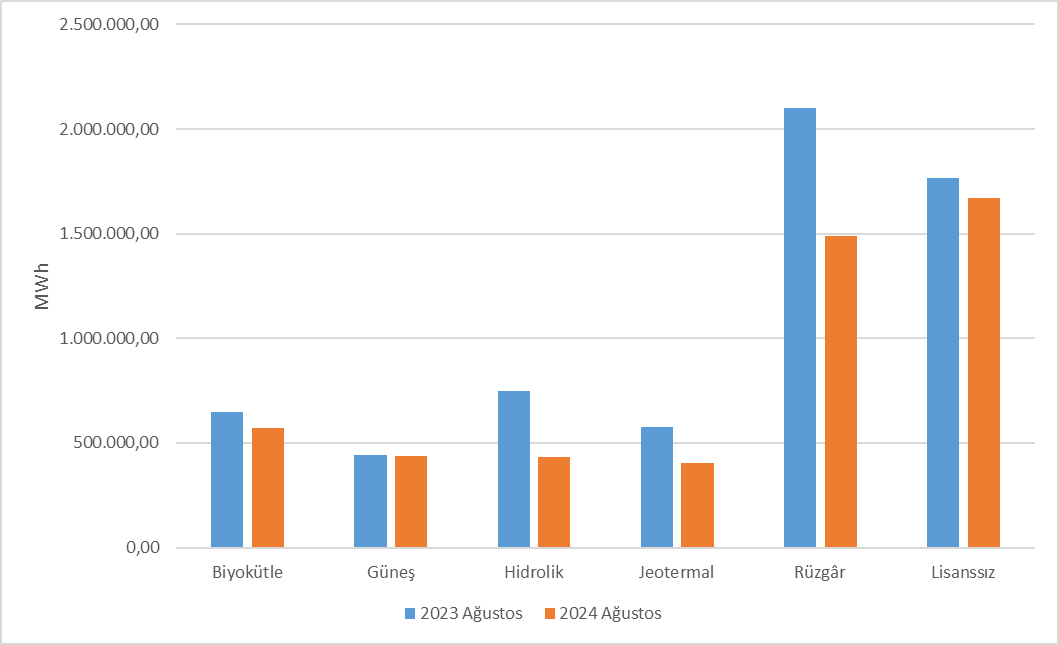 2.500.000,00
2.000.000,00
1.500.000,00
1.000.000,00
500.000,00
0,00
MWh
Biyokütle Güneş Hidrolik Jeotermal Rüzgâr Lisanssız
2023 Ağustos 2024 Ağustos